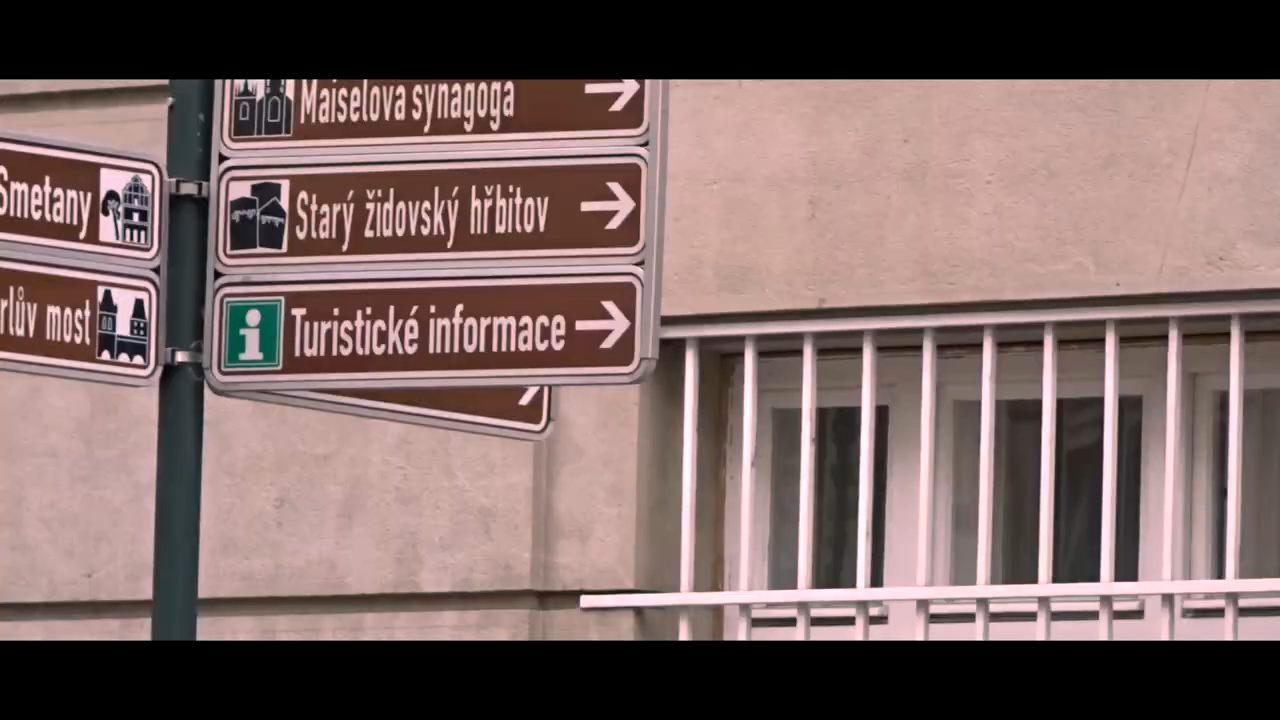 Maiselova synagoga
Smetany
Starý židovský hřbitov
rlův most
Turistické informace